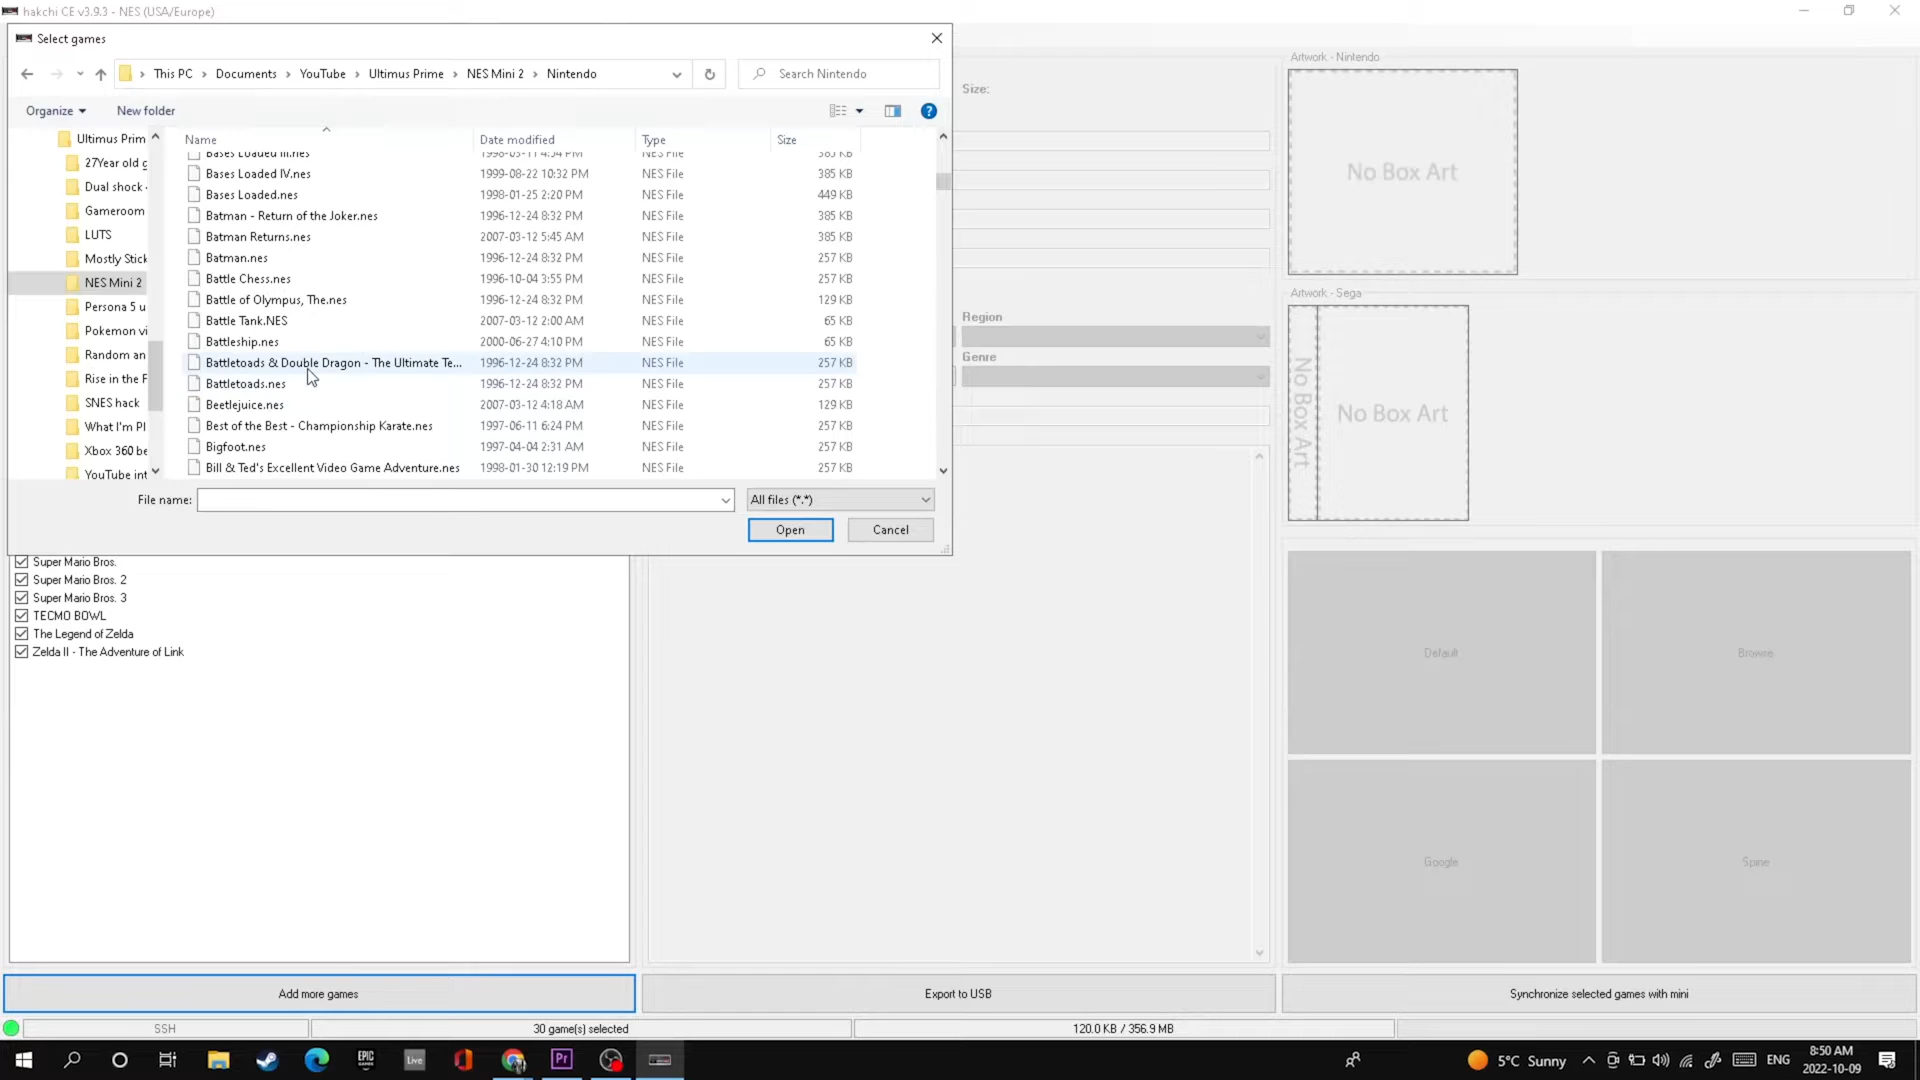 hakchi CE v3.9.3 - NES (USA/Europe)
Select games
This PC > Documents > YouTube > Ultimus Prime > NES Mini 2 > Nintendo
Search Nintendo
Organize
New folder
Name Date modified Type Size
Bases Loaded III.nes 1998-03-11 4:54 PM NES File 385 KB
Bases Loaded IV.nes 1999-08-22 10:32 PM NES File 385 KB
Bases Loaded.nes 1998-01-25 2:20 PM NES File 449 KB
Batman - Return of the Joker.nes 1996-12-24 8:32 PM NES File 385 KB
Batman Returns.nes 2007-03-12 5:45 AM NES File 385 KB
Batman.nes 1996-12-24 8:32 PM NES File 257 KB
Battle Chess.nes 1996-10-04 3:55 PM NES File 257 KB
Battle of Olympus, The.nes 1996-12-24 8:32 PM NES File 129 KB
Battle Tank.NES 2007-03-12 2:00 AM NES File 65 KB
Battleship.nes 2000-06-27 4:10 PM NES File 65 KB
Battletoads & Double Dragon - The Ultimate Te... 1996-12-24 8:32 PM NES File 257 KB
Battletoads.nes 1996-12-24 8:32 PM NES File 257 KB
Beetlejuice.nes 2007-03-12 4:18 AM NES File 129 KB
Best of the Best - Championship Karate.nes 1997-06-11 6:24 PM NES File 257 KB
Bigfoot.nes 1997-04-04 2:31 AM NES File 257 KB
Bill & Ted's Excellent Video Game Adventure.nes 1998-01-30 12:19 PM NES File 257 KB
Ultimus Prim
27Year old g
Dual shock
Gameroom
LUTS
Mostly Stick
NES Mini 2
Persona 5 u
Pokemon vi
Random an
Rise in the F
SNES hack
What I'm Pl
Xbox 360 be
YouTube int
File name:
All files (*.*)
Open
Cancel
Super Mario Bros.
Super Mario Bros. 2
Super Mario Bros. 3
TECMO BOWL
The Legend of Zelda
Zelda II - The Adventure of Link
Size:
Region
Genre
Artwork - Nintendo
No Box Art
Artwork - Sega
No Box Art
No Box Art
Default
Browse
Google
Spine
Add more games
Export to USB
Synchronize selected games with mini
SSH
30 game(s) selected
120.0 KB / 356.9 MB
EPIC
Live
Pr
5°C Sunny
ENG
8:50 AM
2022-10-09